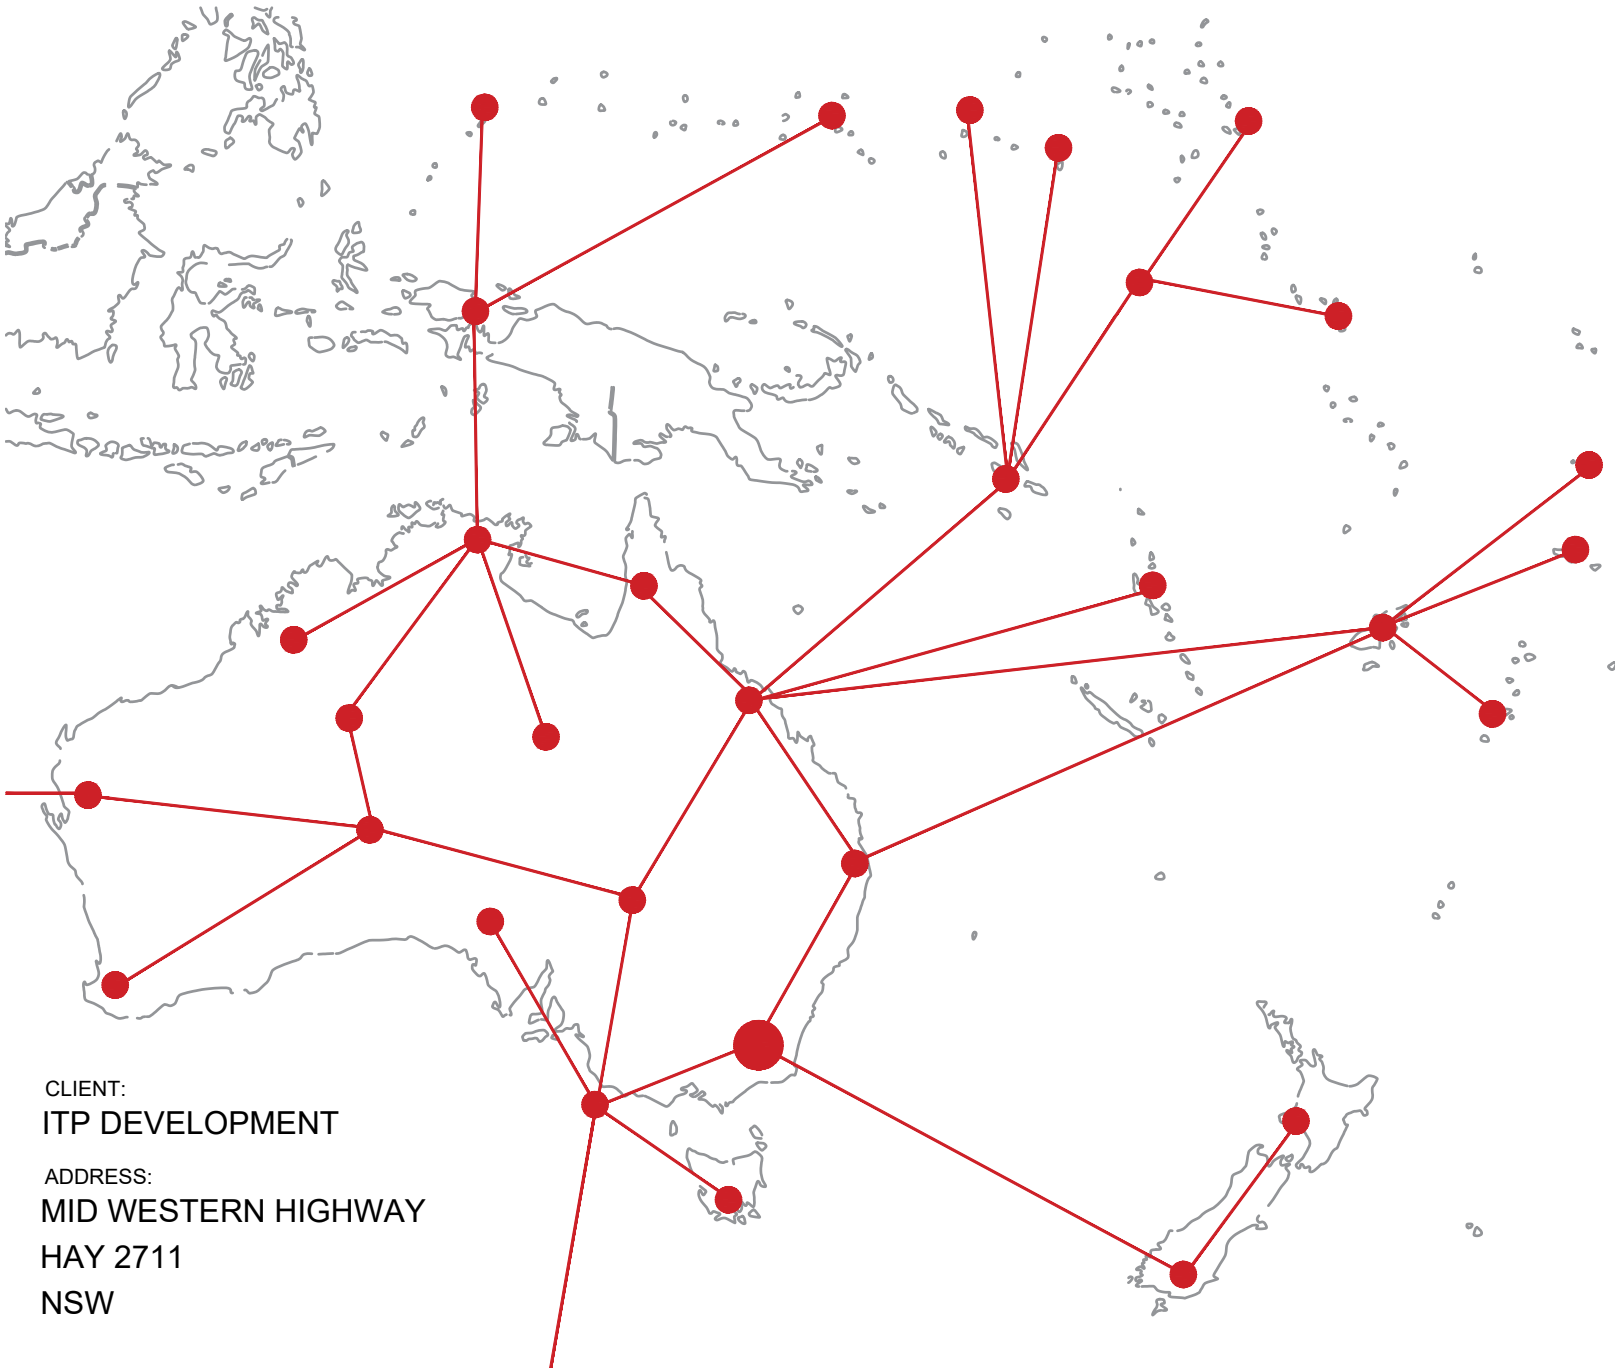 CLIENT:
ITP DEVELOPMENT
ADDRESS:
MID WESTERN HIGHWAY
HAY 2711
NSW